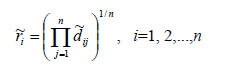 r̃ᵢ = (∏ⱼ₌₁ⁿ d̃ᵢⱼ)^{1/n}, i=1, 2,...,n